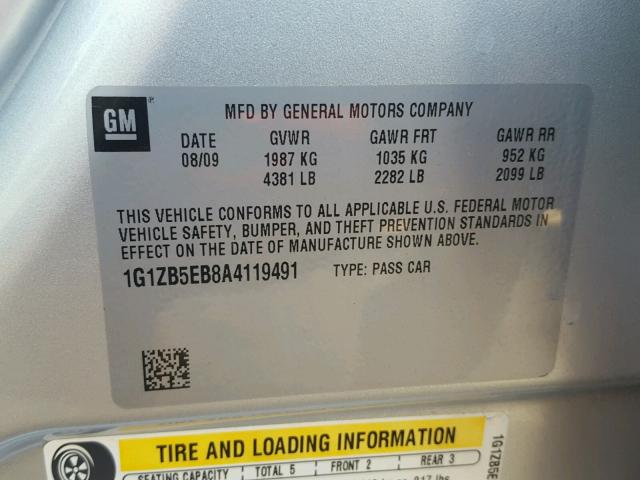 GM
MFD BY GENERAL MOTORS COMPANY
DATE GVWR GAWR FRT GAWR RR
08/09 1987 KG 1035 KG 952 KG
4381 LB 2282 LB 2099 LB
THIS VEHICLE CONFORMS TO ALL APPLICABLE U.S. FEDERAL MOTOR
VEHICLE SAFETY, BUMPER, AND THEFT PREVENTION STANDARDS IN
EFFECT ON THE DATE OF MANUFACTURE SHOWN ABOVE.
1G1ZB5EB8A4119491 TYPE: PASS CAR
TIRE AND LOADING INFORMATION
SEATING CAPACITY TOTAL 5 FRONT 2 REAR 3
917 lbs
1G1ZB5E